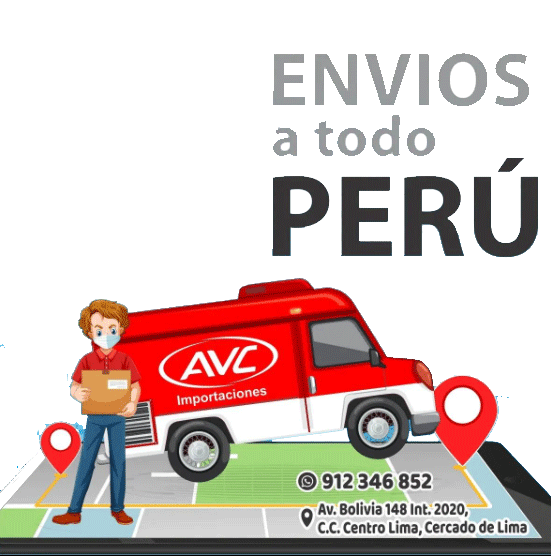 ENVIOS
a todo
PERÚ
AVC
Importaciones
912 346 852
Av. Bolivia 148 Int. 2020,
C.C. Centro Lima, Cercado de Lima